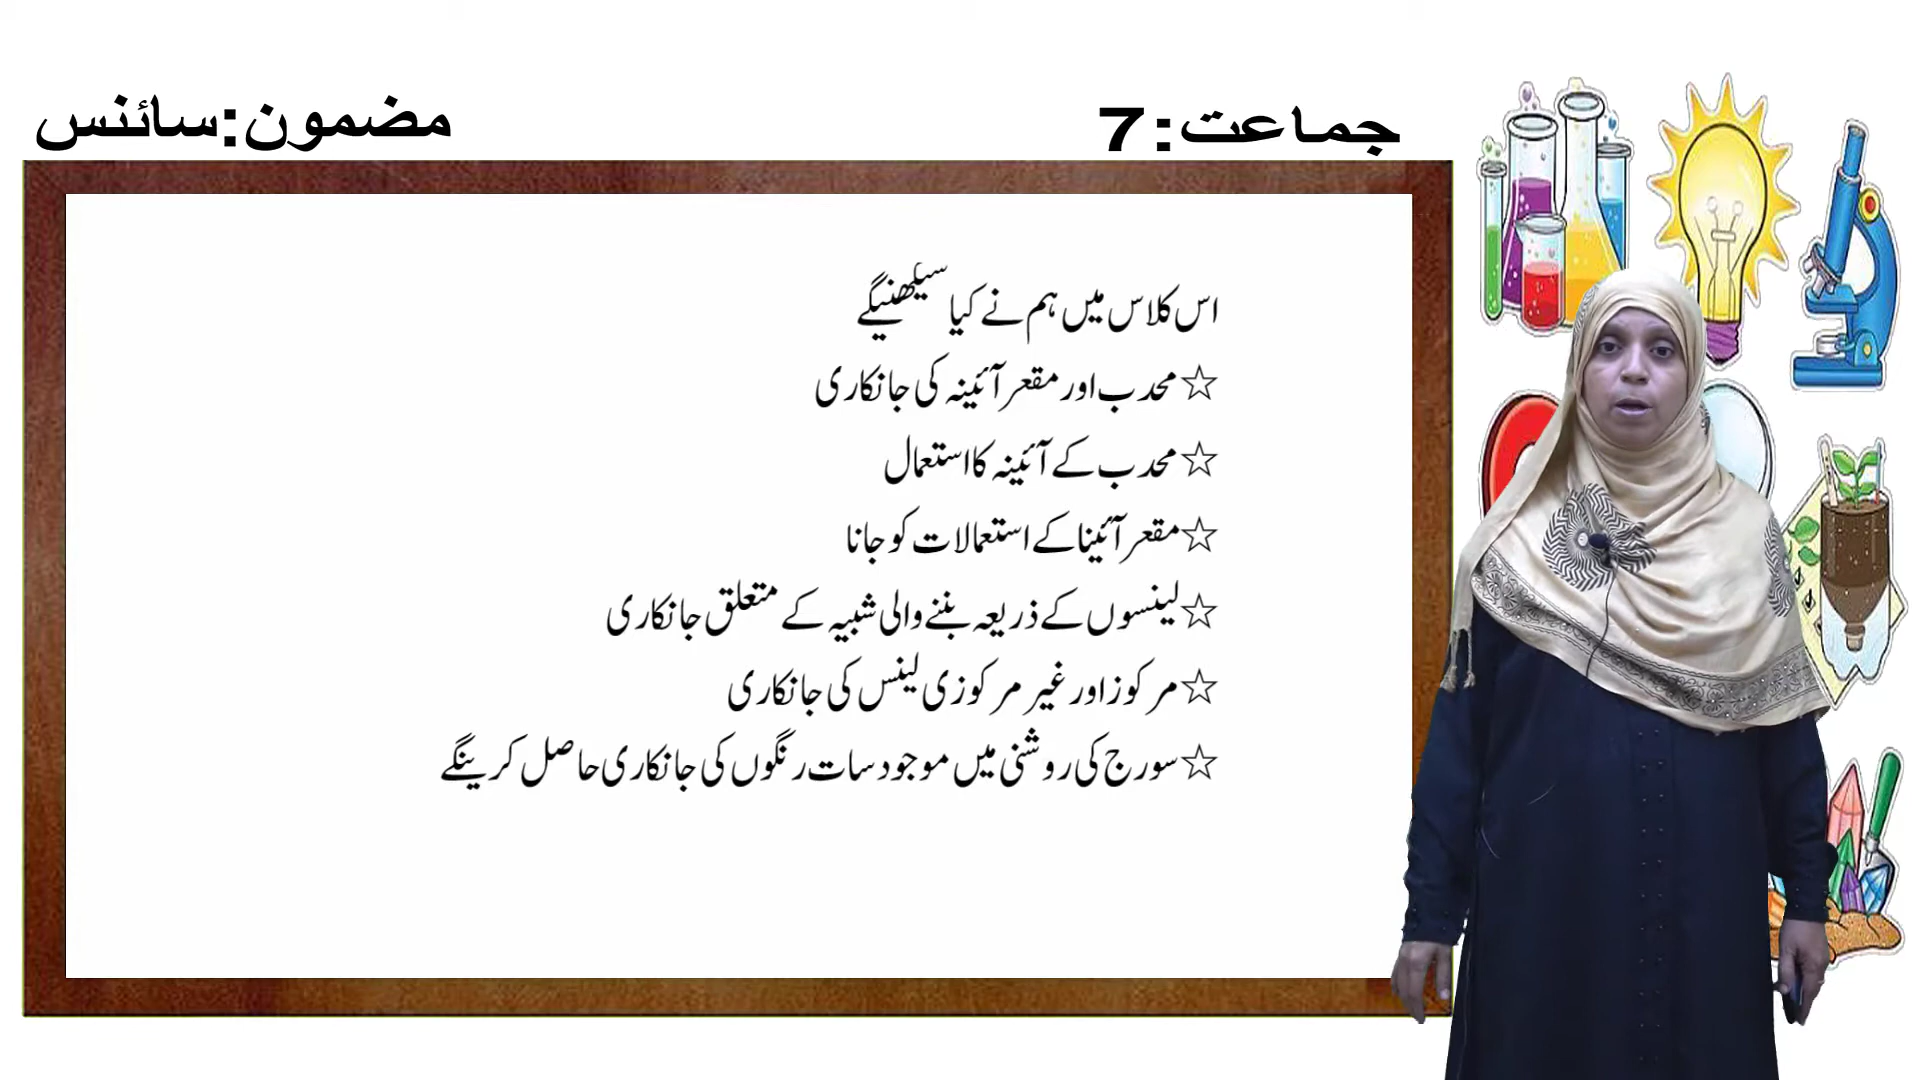 جماعت:7
مضمون:سائنس
اس کلاس میں ہم نے کیا سیکھنیگے
☆محدب اور مقعر آئینہ کی جانکاری
☆محدب کے آئینہ کا استعمال
☆مقعر آئینا کے استعمالات کو جانا
☆لینسوں کے ذریعہ بننے والی شبیہ کے متعلق جانکاری
☆مرکوز اور غیر مرکوزی لینس کی جانکاری
☆سورج کی روشنی میں موجود سات رنگوں کی جانکاری حاصل کرینگے